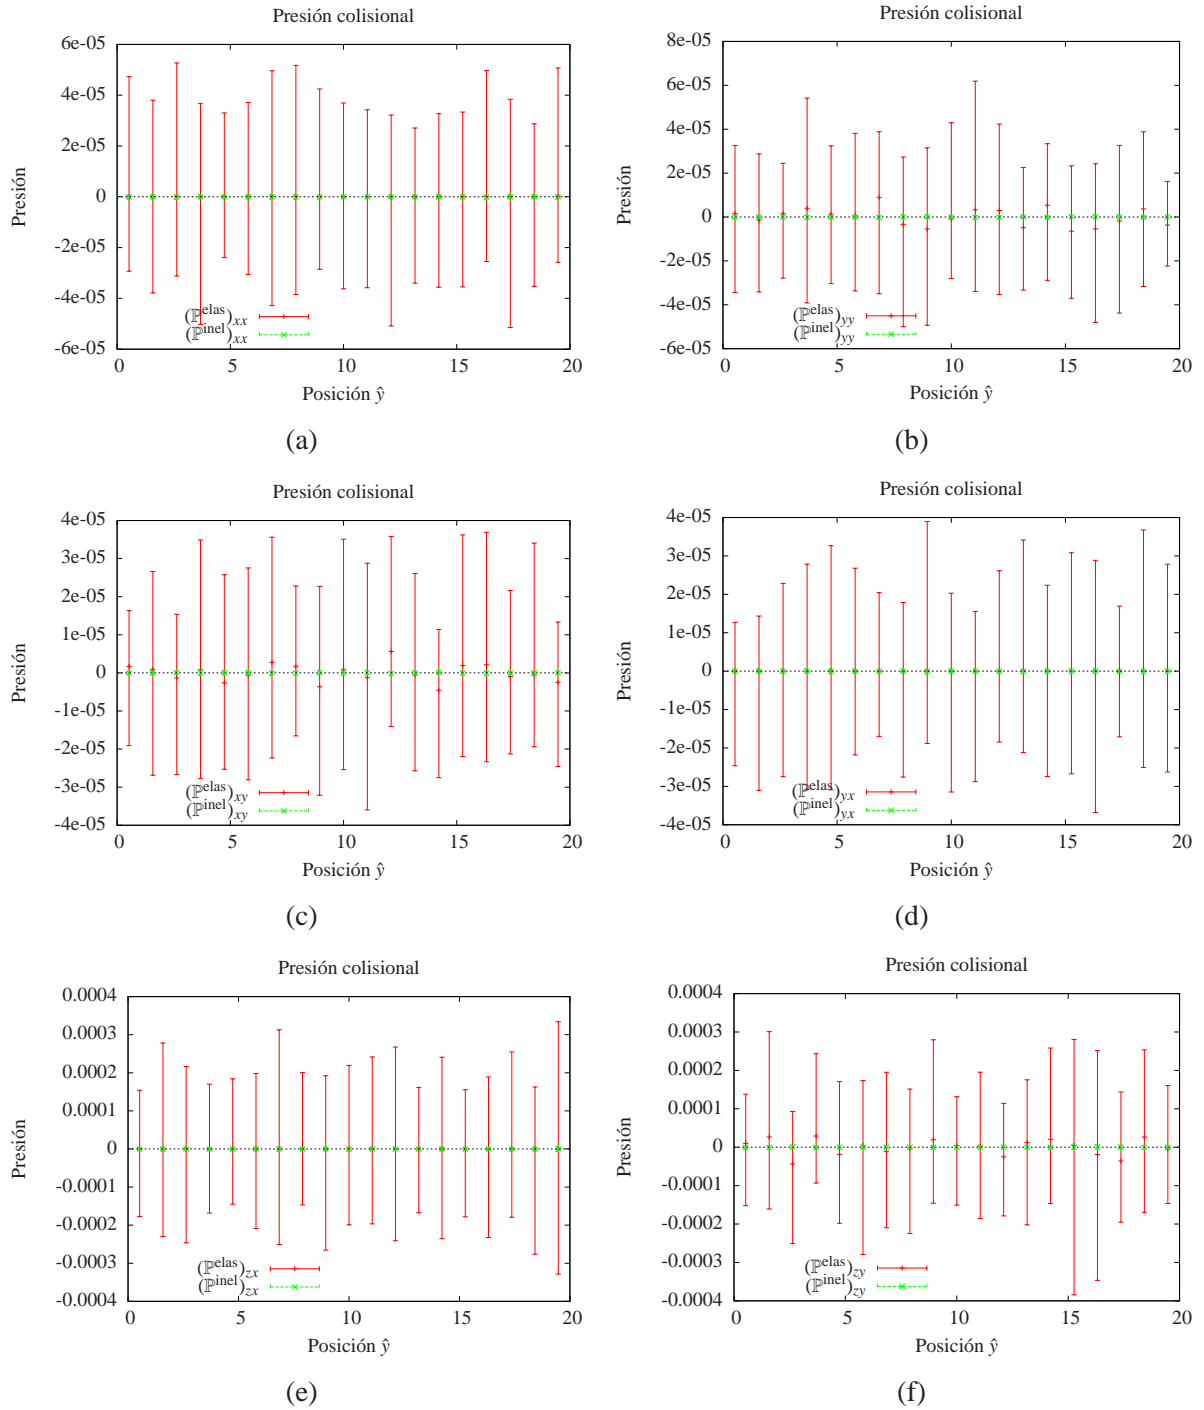 Presión colisional
6e-05
4e-05
2e-05
0
-2e-05
-4e-05
-6e-05
Presión
(ℙelas)xx
(ℙinel)xx
0 5 10 15 20
Posición ŷ
(a)
Presión colisional
8e-05
6e-05
4e-05
2e-05
0
-2e-05
-4e-05
-6e-05
Presión
(ℙelas)yy
(ℙinel)yy
0 5 10 15 20
Posición ŷ
(b)
Presión colisional
4e-05
3e-05
2e-05
1e-05
0
-1e-05
-2e-05
-3e-05
-4e-05
Presión
(ℙelas)xy
(ℙinel)xy
0 5 10 15 20
Posición ŷ
(c)
Presión colisional
4e-05
3e-05
2e-05
1e-05
0
-1e-05
-2e-05
-3e-05
-4e-05
Presión
(ℙelas)yx
(ℙinel)yx
0 5 10 15 20
Posición ŷ
(d)
Presión colisional
0.0004
0.0003
0.0002
0.0001
0
-0.0001
-0.0002
-0.0003
-0.0004
Presión
(ℙelas)zx
(ℙinel)zx
0 5 10 15 20
Posición ŷ
(e)
Presión colisional
0.0004
0.0003
0.0002
0.0001
0
-0.0001
-0.0002
-0.0003
-0.0004
Presión
(ℙelas)zy
(ℙinel)zy
0 5 10 15 20
Posición ŷ
(f)